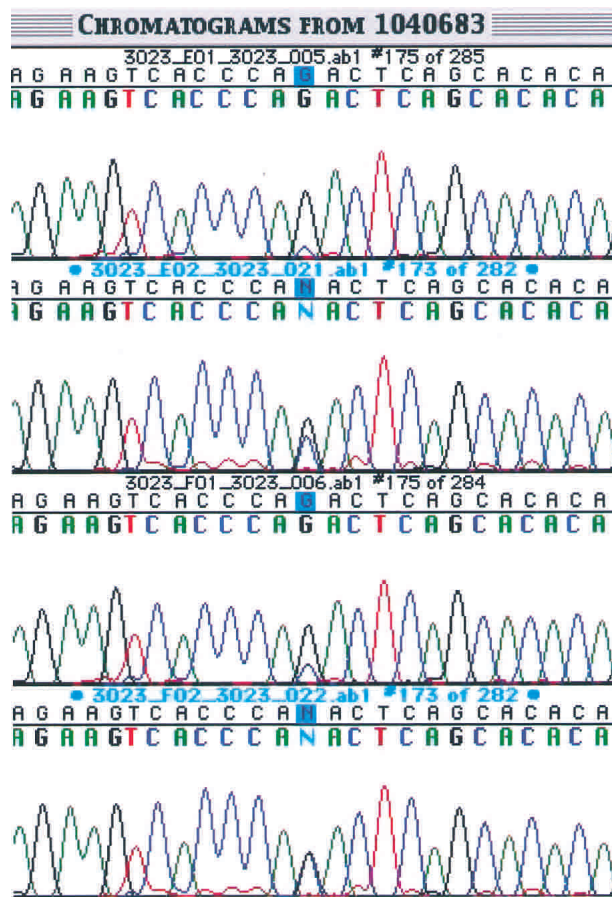 CHROMATOGRAMS FROM 1040683
3023_E01_3023_005.ab1 #175 of 285
A G A A G T C A C C C A G A C T C A G C A C A C A
A G A A G T C A C C C A G A C T C A G C A C A C A
3023_E02_3023_021.ab1 #173 of 282
A G A A G T C A C C C A N A C T C A G C A C A C A
A G A A G T C A C C C A N A C T C A G C A C A C A
3023_F01_3023_006.ab1 #175 of 284
A G A A G T C A C C C A G A C T C A G C A C A C A
A G A A G T C A C C C A G A C T C A G C A C A C A
3023_F02_3023_022.ab1 #173 of 282
A G A A G T C A C C C A N A C T C A G C A C A C A
A G A A G T C A C C C A N A C T C A G C A C A C A